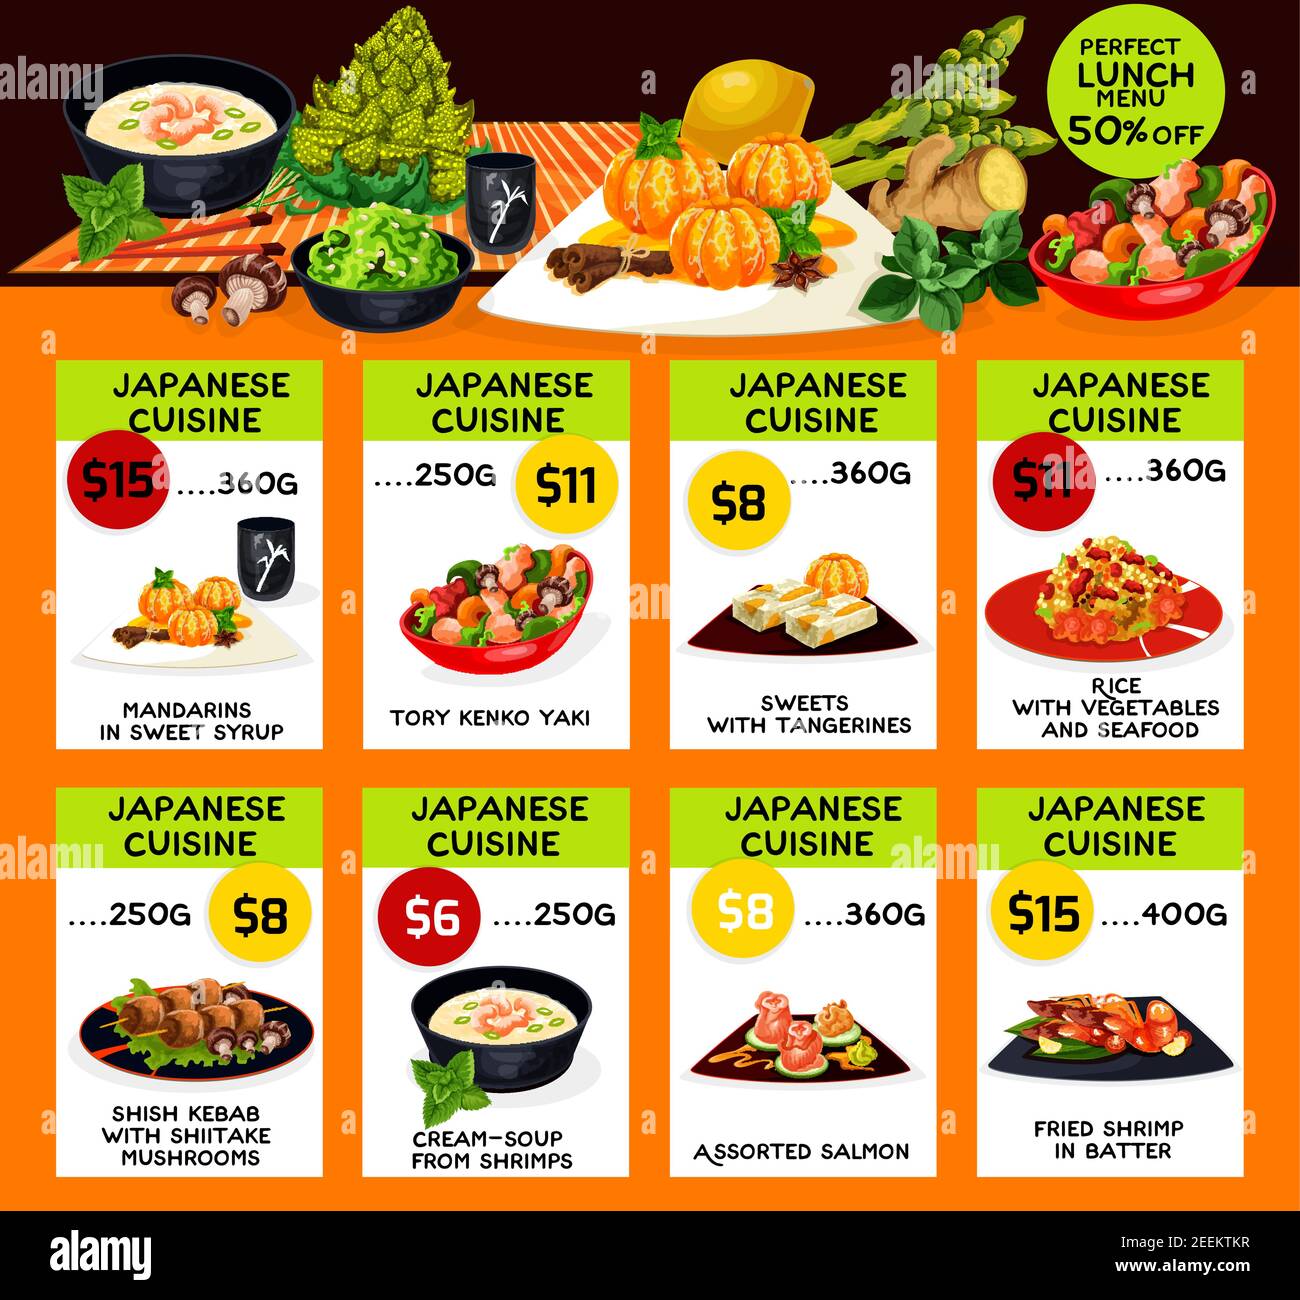 PERFECT
LUNCH
MENU
50% OFF
JAPANESE
CUISINE
$15
....360G
MANDARINS
IN SWEET SYRUP
JAPANESE
CUISINE
....250G
$11
TORY KENKO YAKI
JAPANESE
CUISINE
$8
....360G
SWEETS
WITH TANGERINES
JAPANESE
CUISINE
$11
....360G
RICE
WITH VEGETABLES
AND SEAFOOD
JAPANESE
CUISINE
....250G
$8
SHISH KEBAB
WITH SHIITAKE
MUSHROOMS
JAPANESE
CUISINE
$6
....250G
CREAM-SOUP
FROM SHRIMPS
JAPANESE
CUISINE
$8
....360G
ASSORTED SALMON
JAPANESE
CUISINE
$15
....400G
FRIED SHRIMP
IN BATTER
alamy
Image ID: 2EEKTKR
www.alamy.com